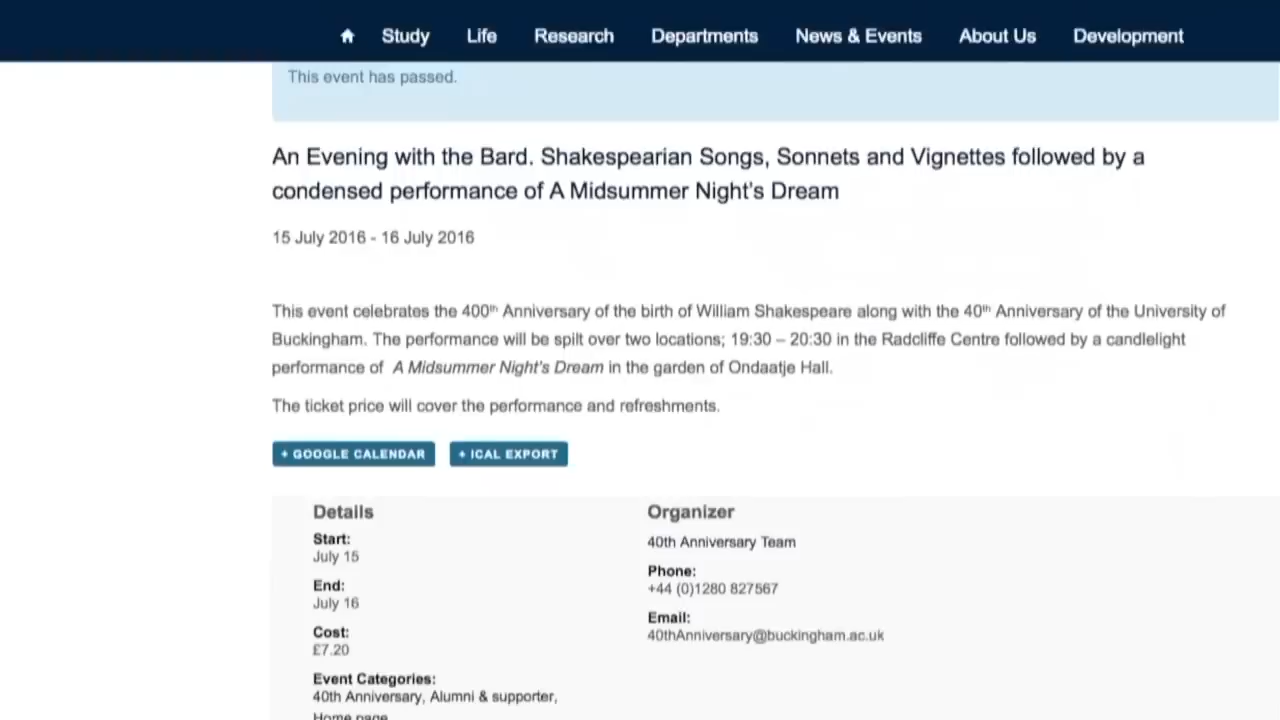 Study Life Research Departments News & Events About Us Development
This event has passed.
An Evening with the Bard. Shakespearian Songs, Sonnets and Vignettes followed by a
condensed performance of A Midsummer Night's Dream
15 July 2016 - 16 July 2016
This event celebrates the 400th Anniversary of the birth of William Shakespeare along with the 40th Anniversary of the University of
Buckingham. The performance will be spilt over two locations; 19:30 – 20:30 in the Radcliffe Centre followed by a candlelight
performance of A Midsummer Night's Dream in the garden of Ondaatje Hall.
The ticket price will cover the performance and refreshments.
+ GOOGLE CALENDAR + ICAL EXPORT
Details
Start:
July 15
End:
July 16
Cost:
£7.20
Event Categories:
40th Anniversary, Alumni & supporter,
Home page
Organizer
40th Anniversary Team
Phone:
+44 (0)1280 827567
Email:
40thAnniversary@buckingham.ac.uk